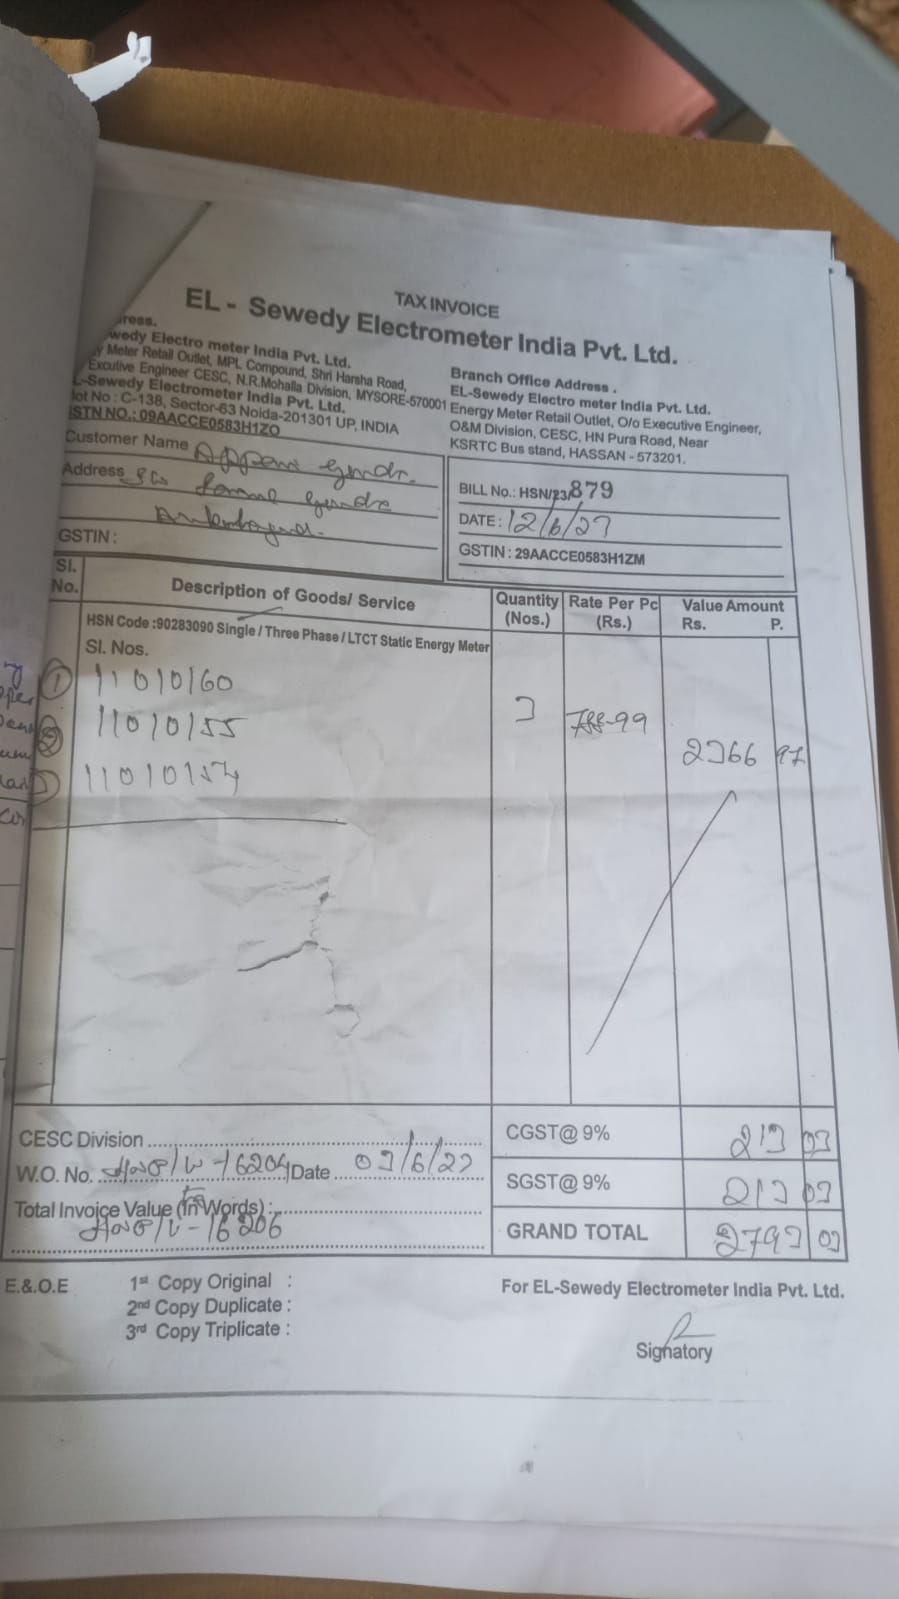 TAX INVOICE
EL - Sewedy Electrometer India Pvt. Ltd.
ress.
wedy Electro meter India Pvt. Ltd.
y Meter Retail Outlet, MPL Compound, Shri Harsha Road,
Excutive Engineer CESC, N.R.Mohalla Division, MYSORE-570001
L-Sewedy Electrometer India Pvt. Ltd.
lot No : C-138, Sector-63 Noida-201301 UP, INDIA
STN NO.: 09AACCE0583H1ZO
Branch Office Address .
EL-Sewedy Electro meter India Pvt. Ltd.
Energy Meter Retail Outlet, O/o Executive Engineer,
O&M Division, CESC, HN Pura Road, Near
KSRTC Bus stand, HASSAN - 573201.
Customer Name
Address
GSTIN :
BILL No.: HSN/23/879
DATE : 12/6/23
GSTIN : 29AACCE0583H1ZM
Sl. No. Description of Goods/ Service Quantity (Nos.) Rate Per Pc (Rs.) Value Amount Rs. P.
HSN Code :90283090 Single / Three Phase / LTCT Static Energy Meter
Sl. Nos.
1 11010160
2 11010155 3 788-99
2366 97
3 11010154
CESC Division
CGST@ 9% 213 03
W.O. No. Date 03/6/23
SGST@ 9% 213 03
Total Invoice Value (In Words) :
GRAND TOTAL 2793 03
E.&.O.E 1st Copy Original :
2nd Copy Duplicate :
3rd Copy Triplicate :
For EL-Sewedy Electrometer India Pvt. Ltd.
Signatory